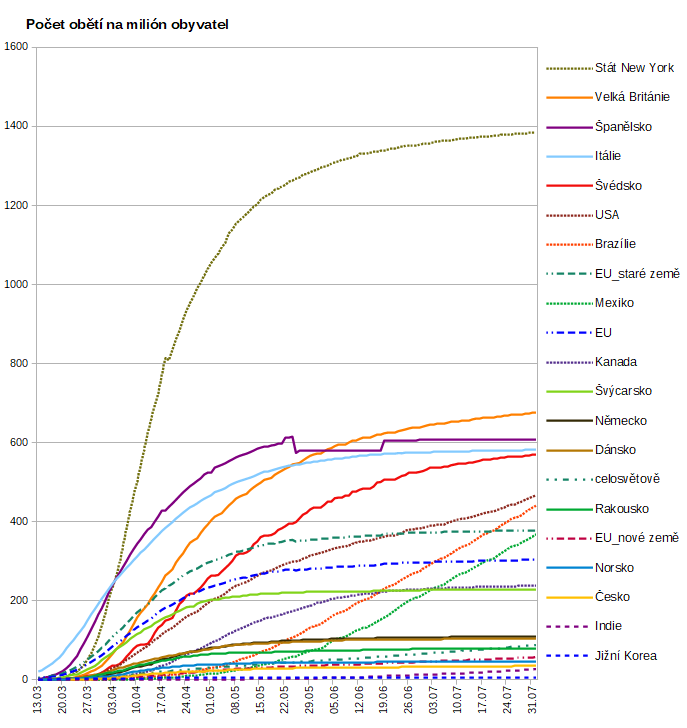 Počet obětí na milión obyvatel
1600
1400
1200
1000
800
600
400
200
0
Stát New York
Velká Británie
Španělsko
Itálie
Švédsko
USA
Brazílie
EU_staré země
Mexiko
EU
Kanada
Švýcarsko
Německo
Dánsko
celosvětově
Rakousko
EU_nové země
Norsko
Česko
Indie
Jižní Korea
13.03
20.03
27.03
03.04
10.04
17.04
24.04
01.05
08.05
15.05
22.05
29.05
05.06
12.06
19.06
26.06
03.07
10.07
17.07
24.07
31.07